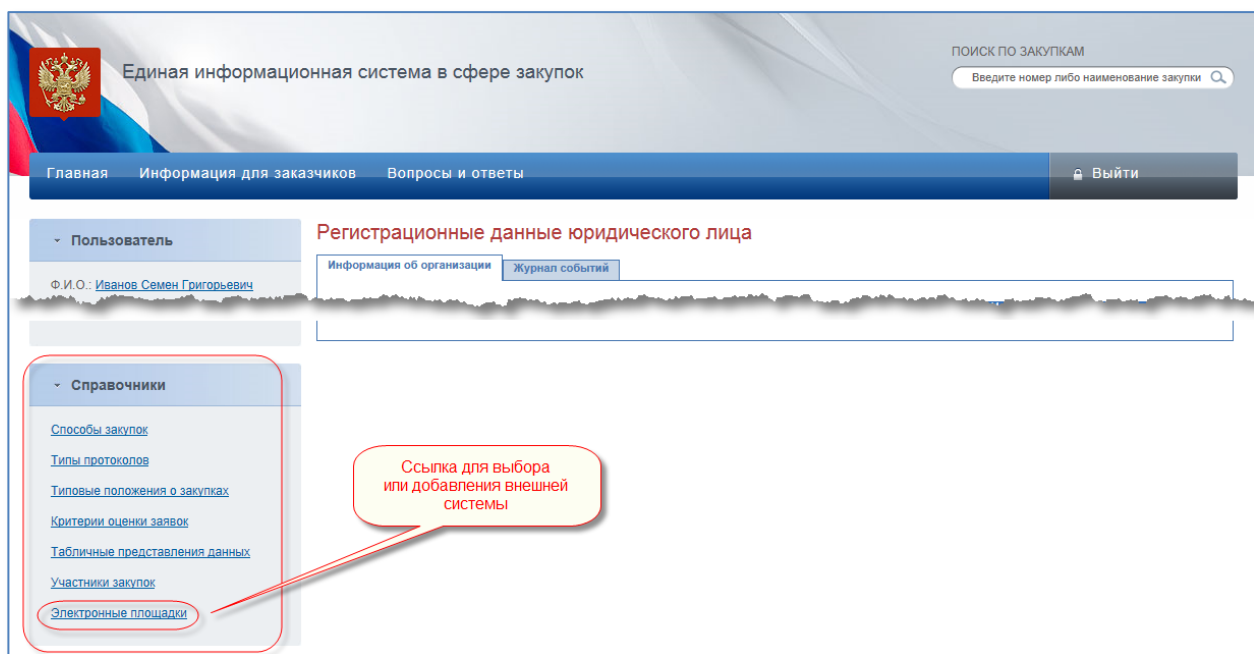 Единая информационная система в сфере закупок
ПОИСК ПО ЗАКУПКАМ
Введите номер либо наименование закупки
Главная Информация для заказчиков Вопросы и ответы Выйти
Пользователь
Ф.И.О.: Иванов Семен Григорьевич
Регистрационные данные юридического лица
Информация об организации Журнал событий
Справочники
Способы закупок
Типы протоколов
Типовые положения о закупках
Критерии оценки заявок
Табличные представления данных
Участники закупок
Электронные площадки
Ссылка для выбора
или добавления внешней
системы